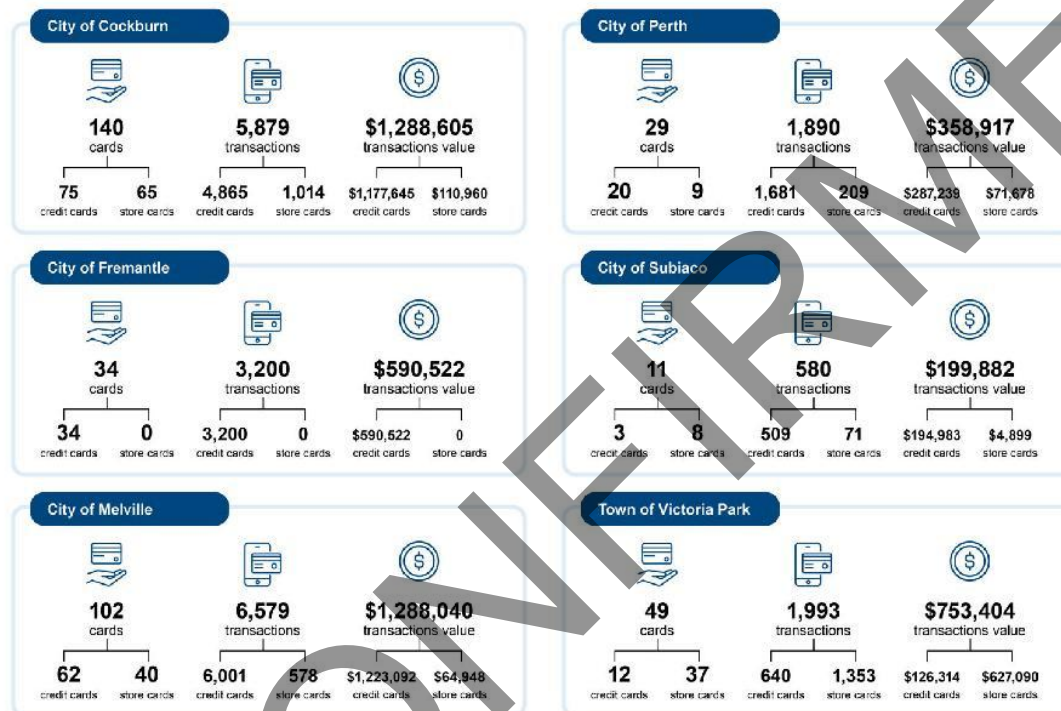 City of Cockburn
140 5,879 $1,288,605
cards transactions transactions value
75 65 4,865 1,014 $1,177,645 $110,960
credit cards store cards credit cards store cards credit cards store cards
City of Perth
29 1,890 $358,917
cards transactions transactions value
20 9 1,681 209 $287,239 $71,678
credit cards store cards credit cards store cards credit cards store cards
City of Fremantle
34 3,200 $590,522
cards transactions transactions value
34 0 3,200 0 $590,522 0
credit cards store cards credit cards store cards credit cards store cards
City of Subiaco
11 580 $199,882
cards transactions transactions value
3 8 509 71 $194,983 $4,899
credit cards store cards credit cards store cards credit cards store cards
City of Melville
102 6,579 $1,288,040
cards transactions transactions value
62 40 6,001 578 $1,223,092 $64,948
credit cards store cards credit cards store cards credit cards store cards
Town of Victoria Park
49 1,993 $753,404
cards transactions transactions value
12 37 640 1,353 $126,314 $627,090
credit cards store cards credit cards store cards credit cards store cards
ONFIRME